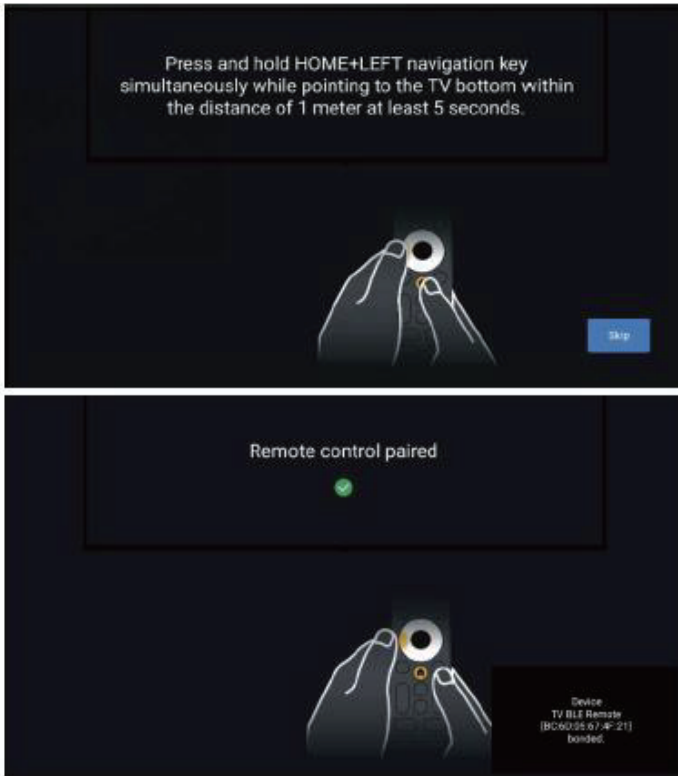 Press and hold HOME+LEFT navigation key
simultaneously while pointing to the TV bottom within
the distance of 1 meter at least 5 seconds.
Skip
Remote control paired
Device
TV BLE Remote
bonded.